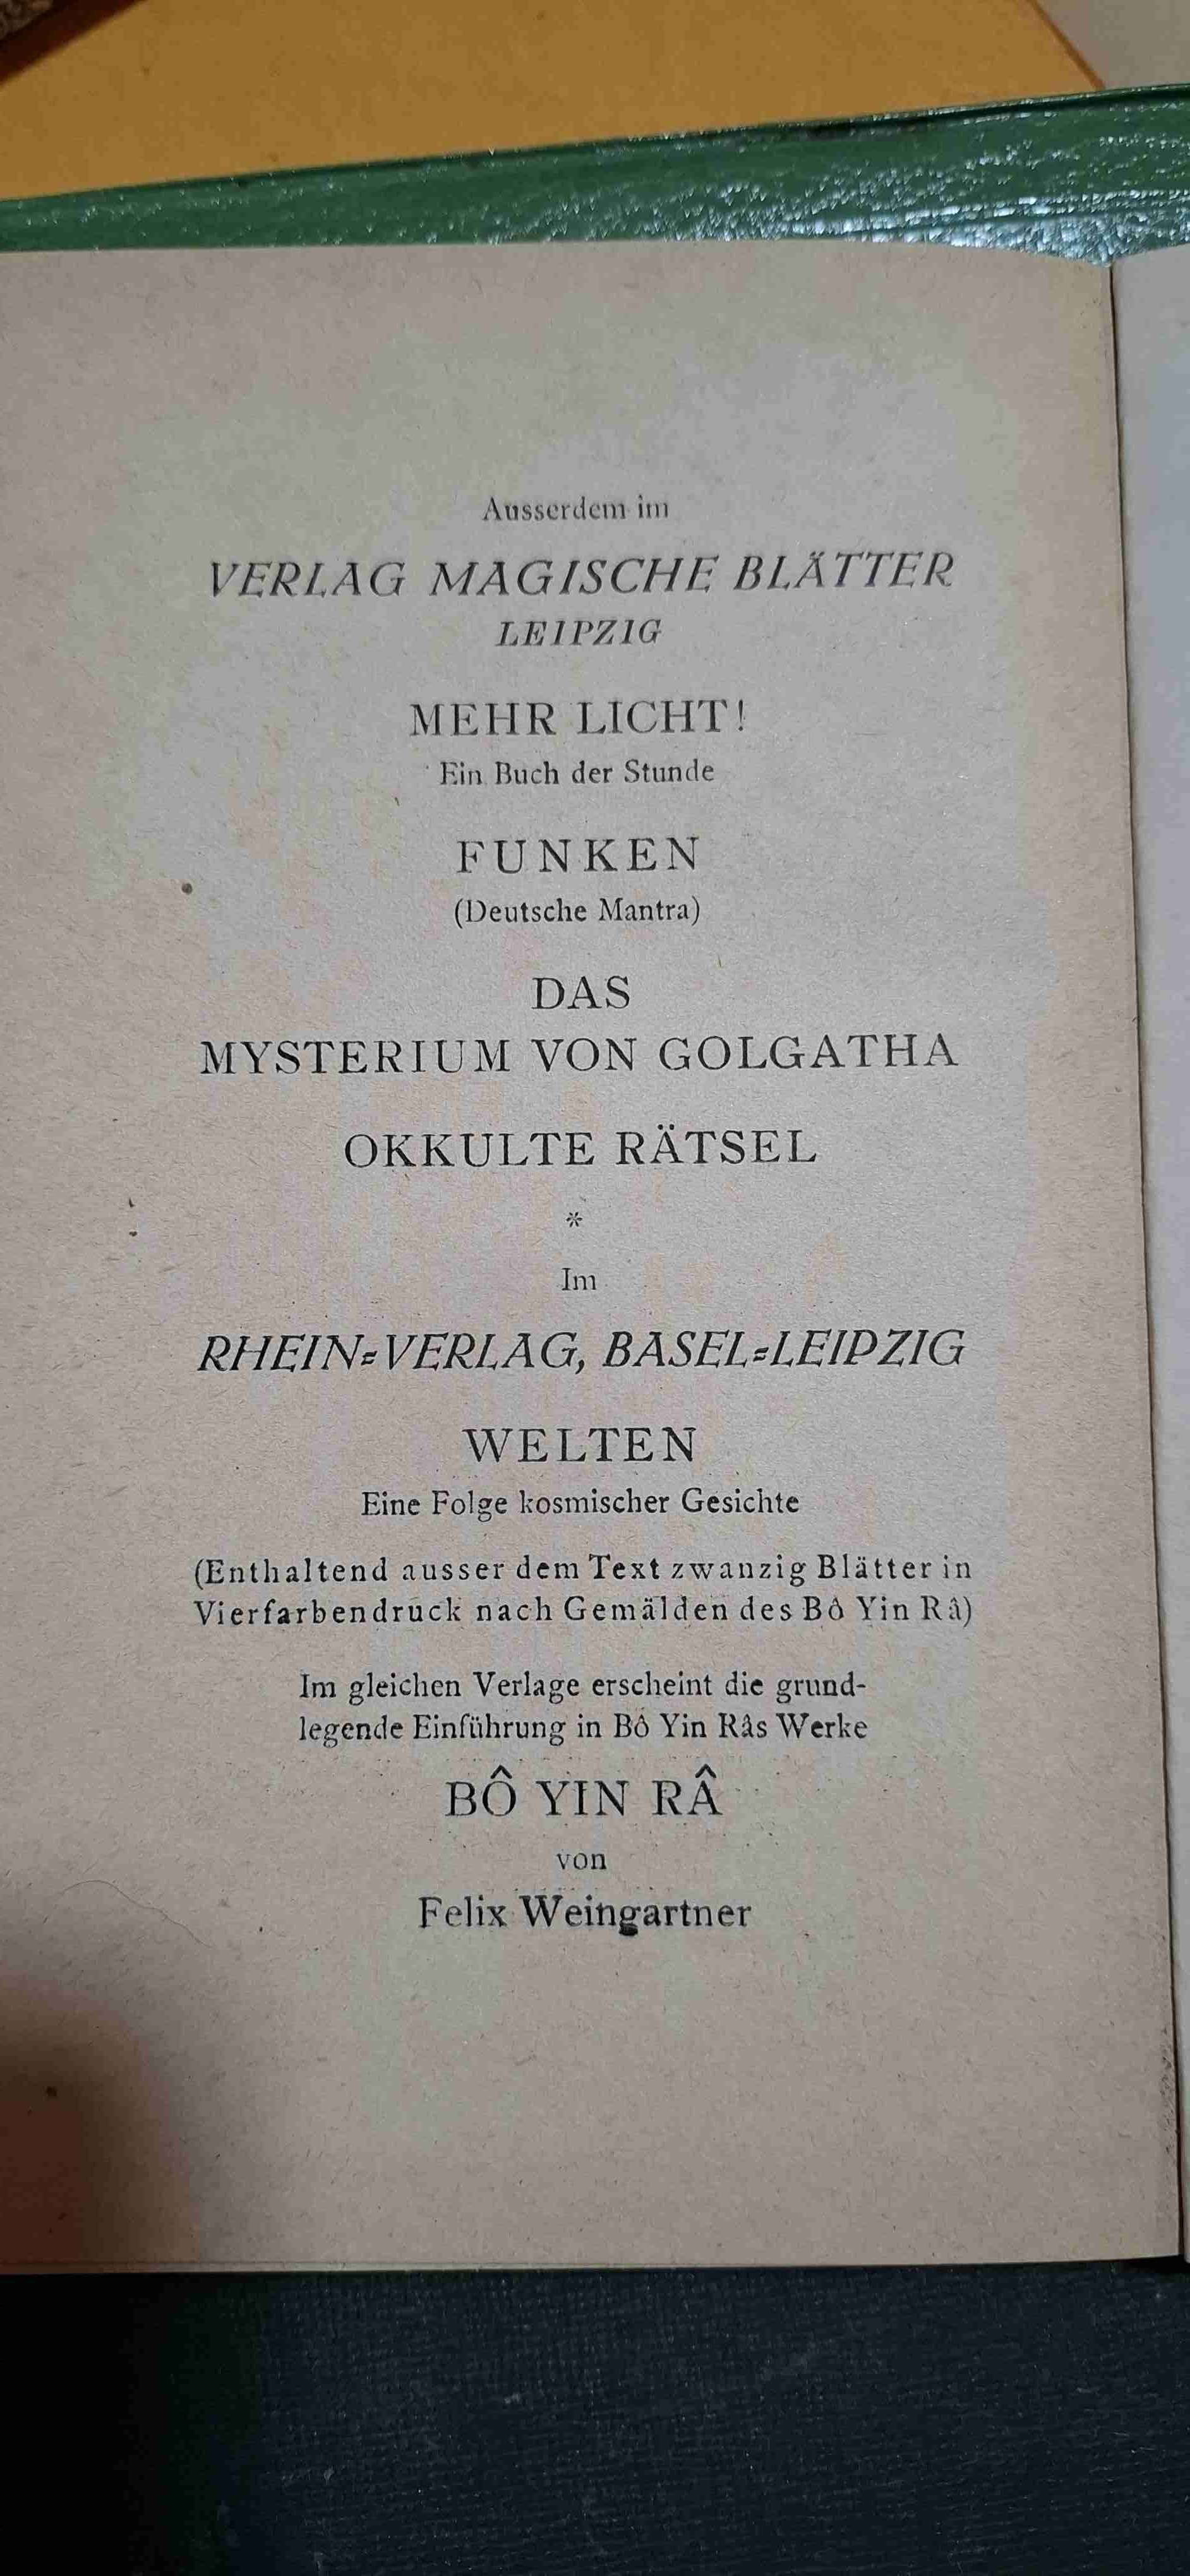 Ausserdem im
VERLAG MAGISCHE BLÄTTER
LEIPZIG
MEHR LICHT!
Ein Buch der Stunde
FUNKEN
(Deutsche Mantra)
DAS
MYSTERIUM VON GOLGATHA
OKKULTE RÄTSEL
*
Im
RHEIN=VERLAG, BASEL=LEIPZIG
WELTEN
Eine Folge kosmischer Gesichte
(Enthaltend ausser dem Text zwanzig Blätter in
Vierfarbendruck nach Gemälden des Bô Yin Râ)
Im gleichen Verlage erscheint die grund-
legende Einführung in Bô Yin Râs Werke
BÔ YIN RÂ
von
Felix Weingartner